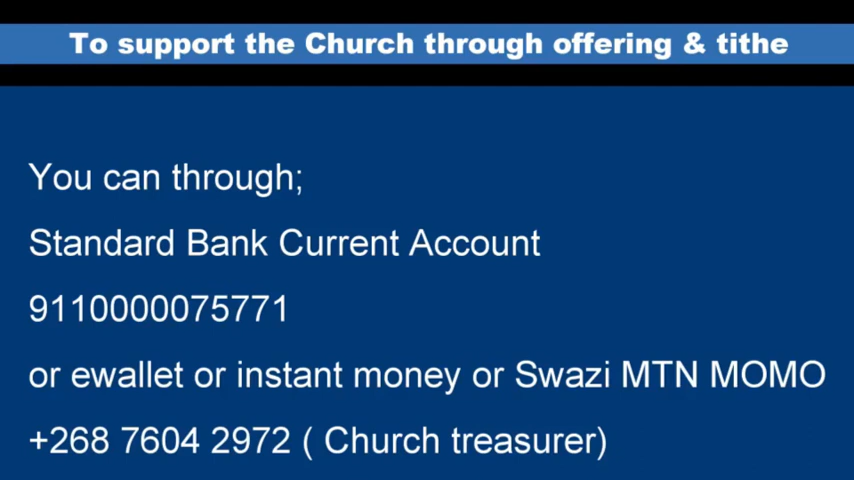 To support the Church through offering & tithe
You can through;
Standard Bank Current Account
9110000075771
or ewallet or instant money or Swazi MTN MOMO
+268 7604 2972 ( Church treasurer)